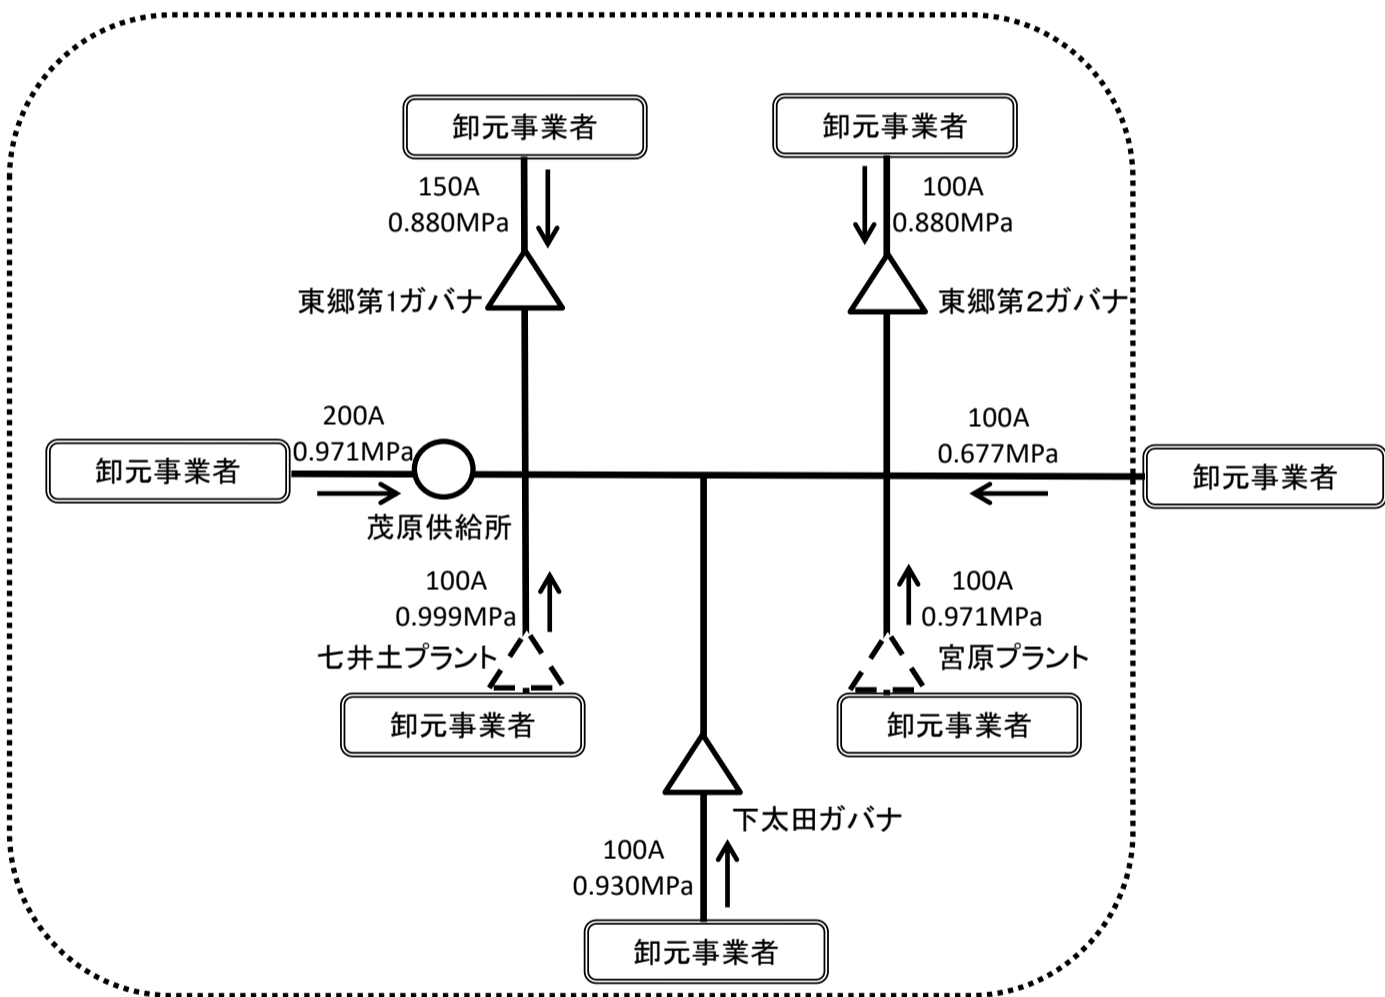 卸元事業者
卸元事業者
150A
0.880MPa
100A
0.880MPa
東郷第1ガバナ
東郷第2ガバナ
200A
0.971MPa
100A
0.677MPa
卸元事業者
卸元事業者
茂原供給所
100A
0.999MPa
100A
0.971MPa
七井土プラント
宮原プラント
卸元事業者
卸元事業者
下太田ガバナ
100A
0.930MPa
卸元事業者